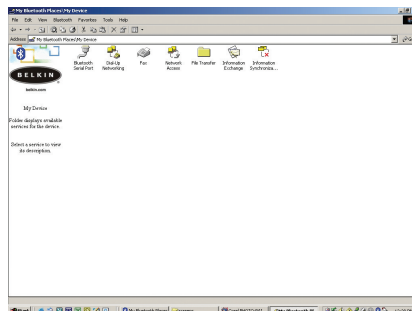 My Bluetooth Places\My Device
File Edit View Bluetooth Favorites Tools Help
Address My Bluetooth Places\My Device
BELKIN
belkin.com
My Device
Folder displays available
services for the device.
Select a service to view
its description.
Bluetooth
Serial Port
Dial-Up
Networking
Fax
Network
Access
File Transfer
Information
Exchange
Information
Synchroniza...